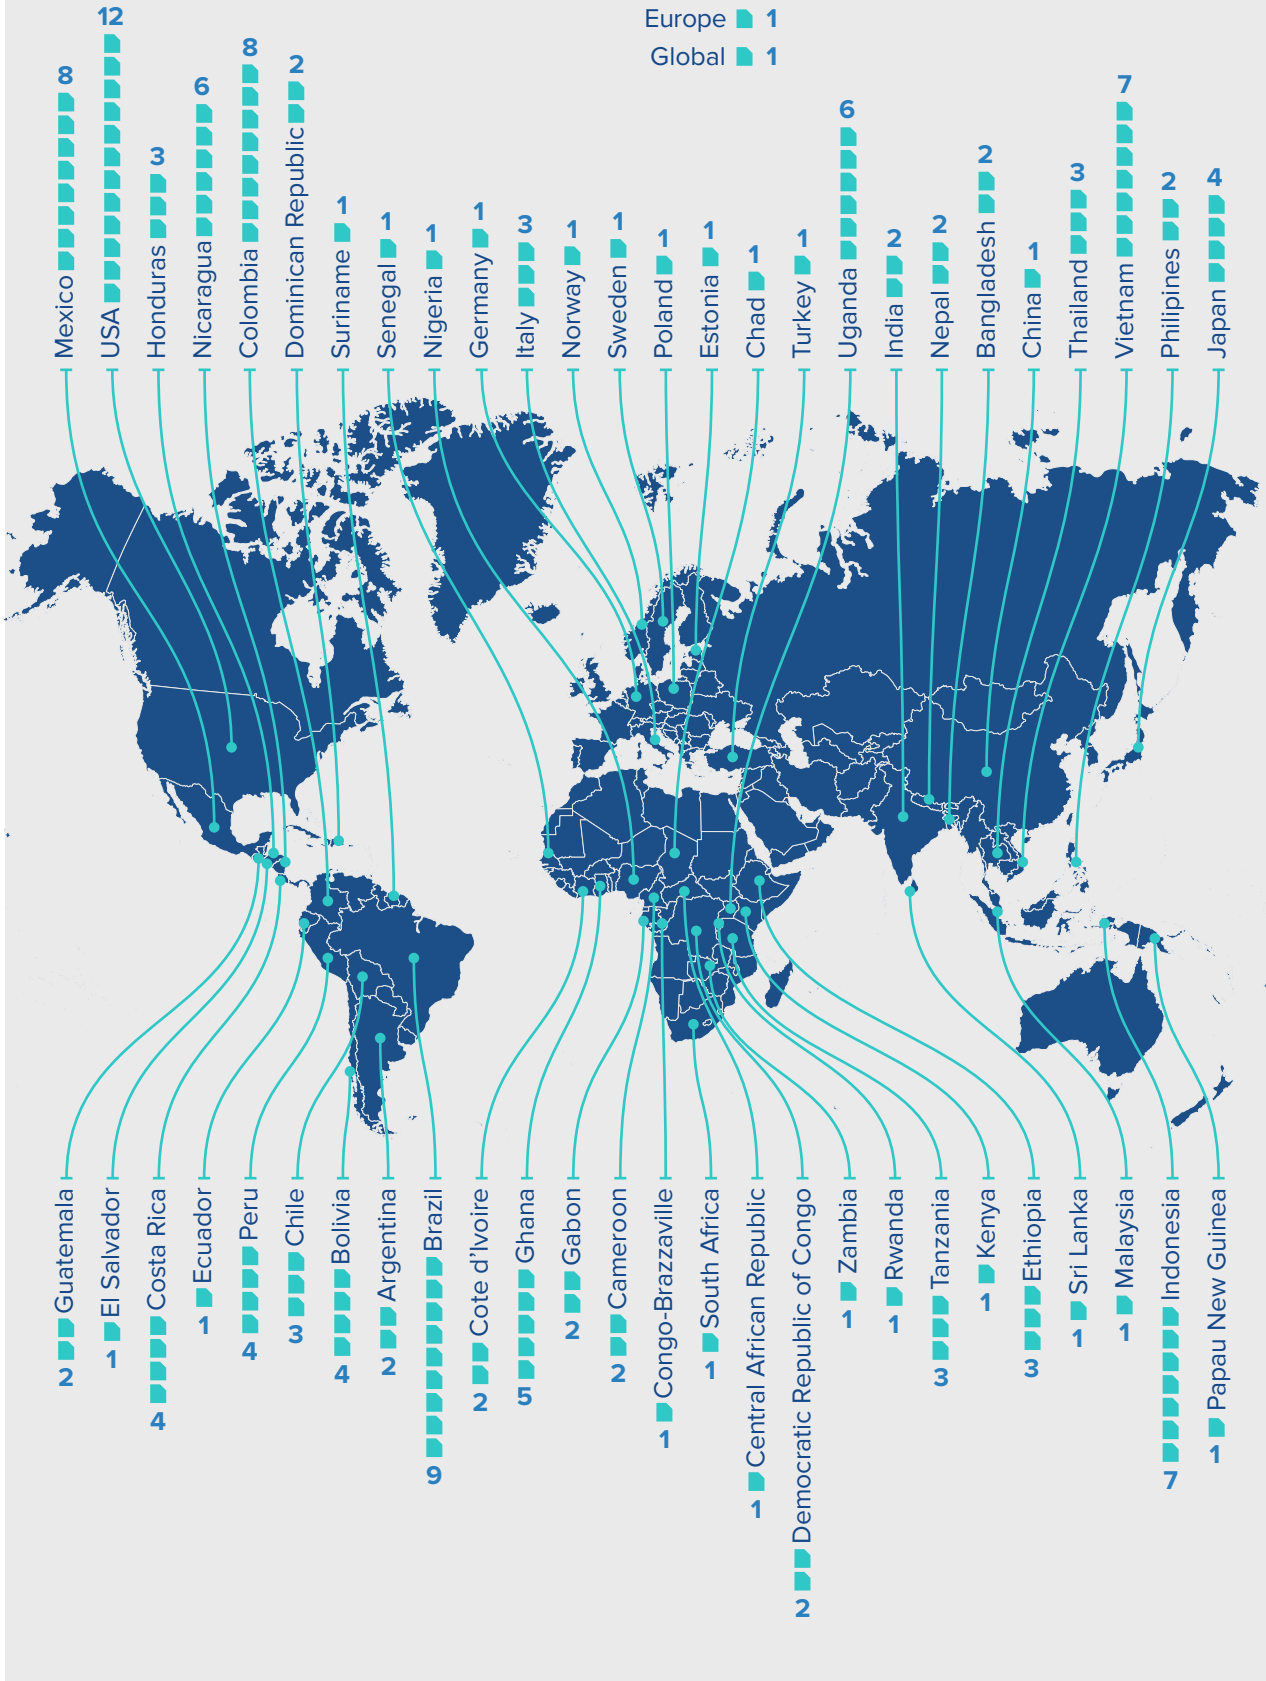 Europe 1
Global 1
Mexico 8
USA 12
Honduras 3
Nicaragua 6
Colombia 8
Dominican Republic 2
Suriname 1
Senegal 1
Nigeria 1
Germany 1
Italy 3
Norway 1
Sweden 1
Poland 1
Estonia 1
Chad 1
Turkey 1
Uganda 6
India 2
Nepal 2
Bangladesh 2
China 1
Thailand 3
Vietnam 7
Philipines 2
Japan 4
Guatemala 2
El Salvador 1
Costa Rica 4
Ecuador 1
Peru 4
Chile 3
Bolivia 4
Argentina 2
Brazil 9
Cote d'Ivoire 2
Ghana 5
Gabon 2
Cameroon 2
Congo-Brazzaville 1
South Africa 1
Central African Republic 1
Democratic Republic of Congo 2
Zambia 1
Rwanda 1
Tanzania 3
Kenya 1
Ethiopia 3
Sri Lanka 1
Malaysia 1
Indonesia 7
Papau New Guinea 1